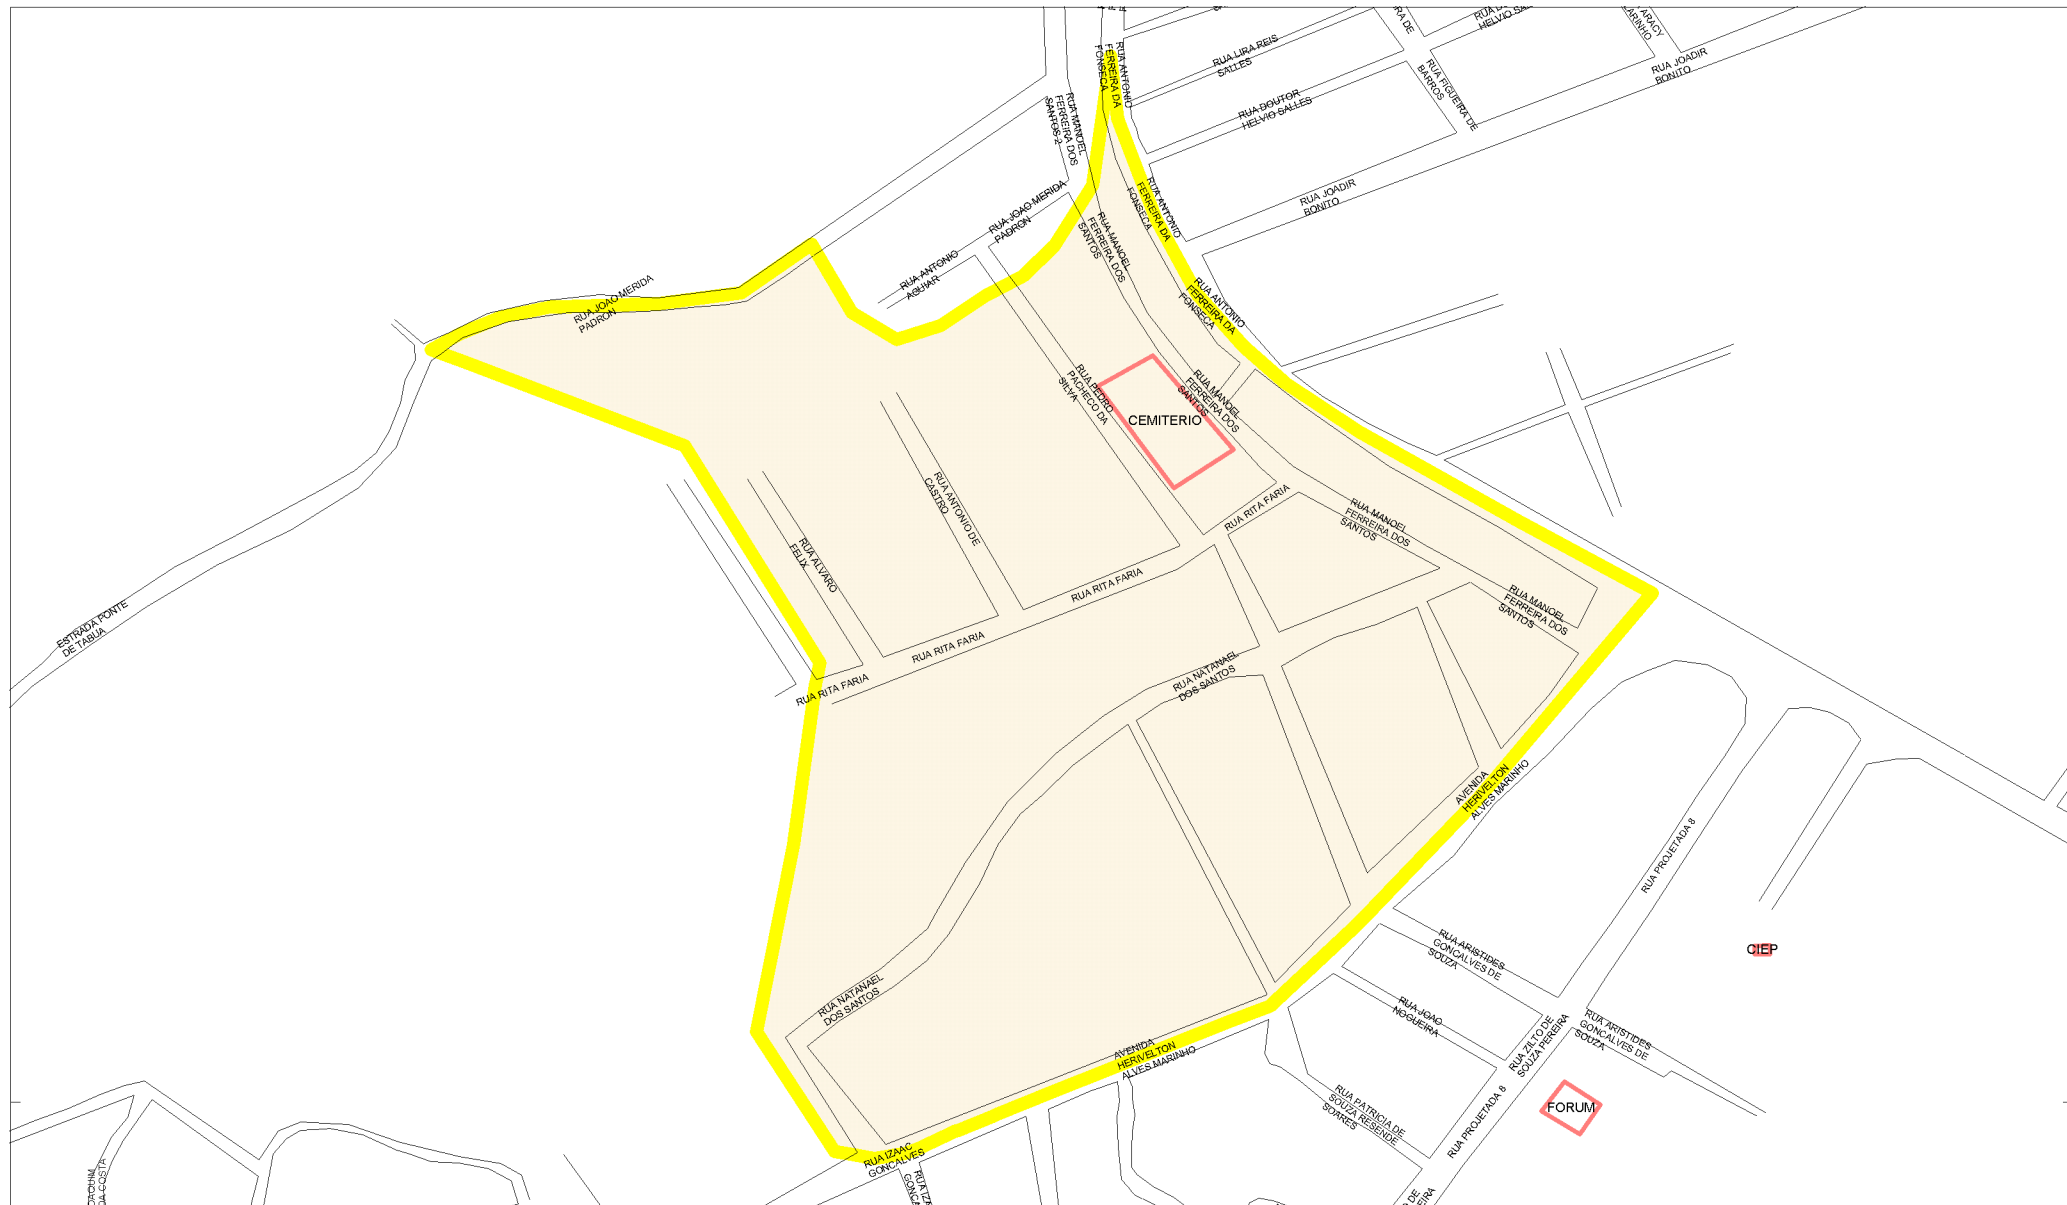 RUA LIRA REIS
SALLES
RUA DOUTOR
HELVIO SALLES
RUA FIGUEIRA DE
BARROS
RUA JOADIR
BONITO
RUA JOADIR
BONITO
RUA ANTONIO
FERREIRA DA
FONSECA
RUA MANOEL
FERREIRA DOS
SANTOS 2
RUA JOAO MERIDA
PADRON
RUA ANTONIO
AGUIAR
RUA ANTONIO
FERREIRA DA
FONSECA
RUA MANOEL
FERREIRA DOS
SANTOS
RUA JOAO MERIDA
PADRON
RUA ANTONIO
FERREIRA DA
FONSECA
RUA PEDRO
PACHECO DA
SILVA
CEMITERIO
RUA MANOEL
FERREIRA DOS
SANTOS
RUA ANTONIO DE
CASTRO
RUA ALVARO
FELIX
RUA RITA FARIA
RUA MANOEL
FERREIRA DOS
SANTOS
RUA RITA FARIA
RUA MANOEL
FERREIRA DOS
SANTOS
RUA RITA FARIA
RUA RITA FARIA
ESTRADA PONTE
DE TABUA
RUA NATANAEL
DOS SANTOS
AVENIDA
HERIVELTON
ALVES MARINHO
RUA PROJETADA 8
RUA ARISTIDES
GONCALVES DE
SOUZA
CIEP
RUA NATANAEL
DOS SANTOS
RUA JOAO
NOGUEIRA
RUA ZILTO DE
SOUZA PEREIRA
RUA ARISTIDES
GONCALVES DE
SOUZA
AVENIDA
HERIVELTON
ALVES MARINHO
FORUM
RUA PATRICIA DE
SOUZA RESENDE
SOARES
RUA PROJETADA 8
RUA IZAAC
GONCALVES
DA COSTA